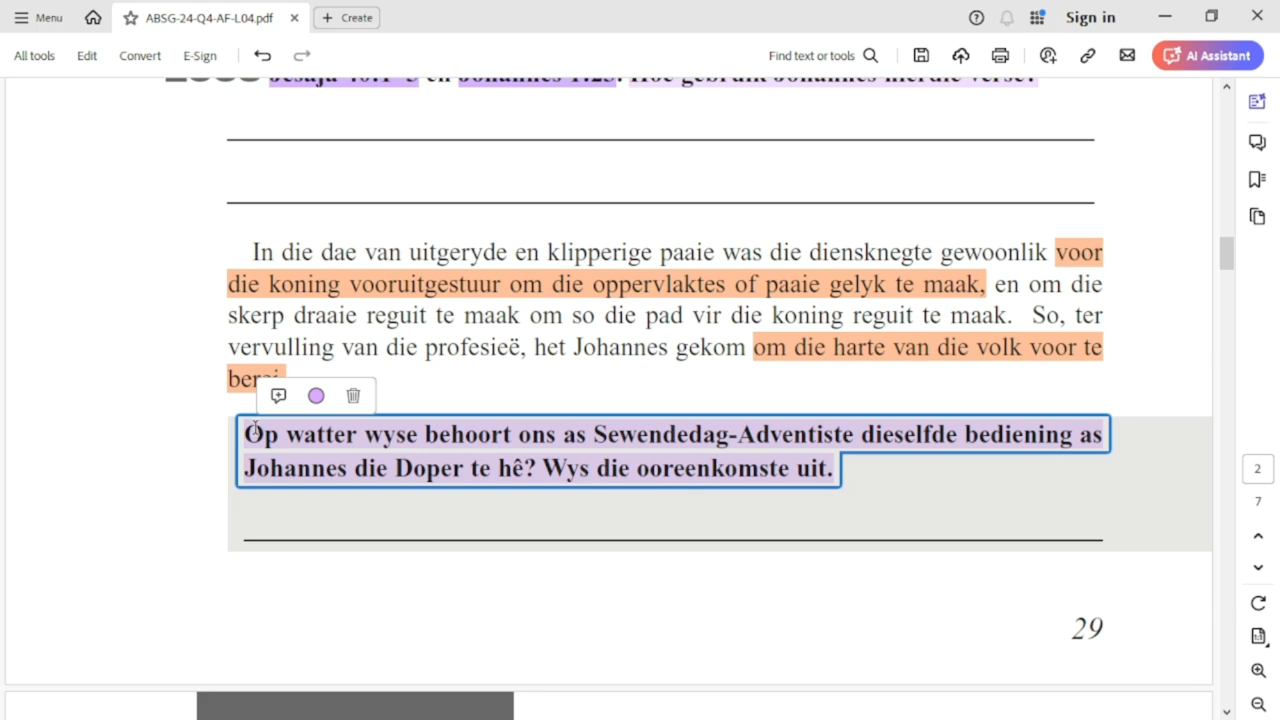 Menu
ABSG-24-Q4-AF-L04.pdf
Create
Sign in
All tools
Edit
Convert
E-Sign
Find text or tools
AI Assistant
Jesaja 40:1-5 en Johannes 1:23. Hoe gebruik Johannes hierdie verse?
In die dae van uitgeryde en klipperige paaie was die diensknegte gewoonlik voor
die koning vooruitgestuur om die oppervlaktes of paaie gelyk te maak, en om die
skerp draaie reguit te maak om so die pad vir die koning reguit te maak. So, ter
vervulling van die profesieë, het Johannes gekom om die harte van die volk voor te
berei.
Op watter wyse behoort ons as Sewendedag-Adventiste dieselfde bediening as
Johannes die Doper te hê? Wys die ooreenkomste uit.
29
2
7